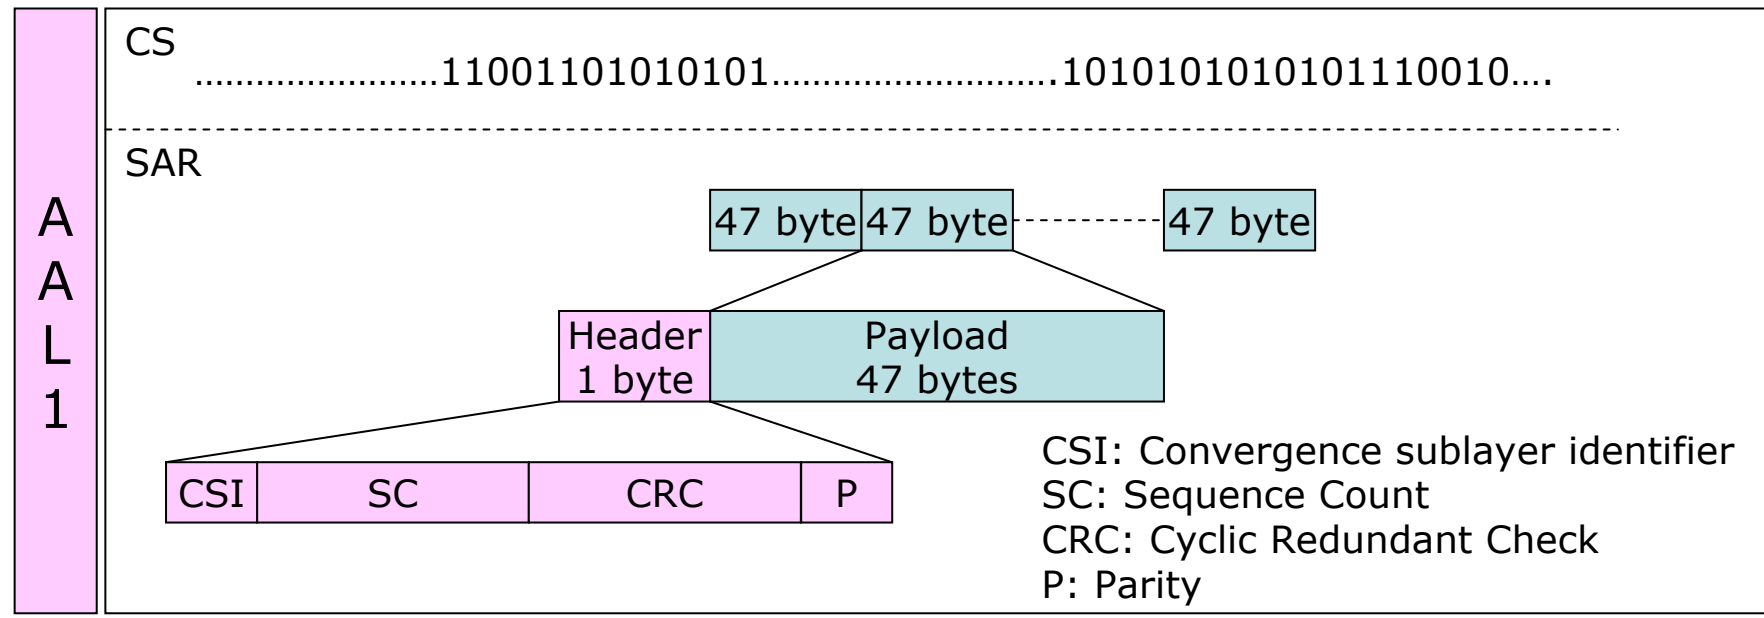 A
A
L
1
CS
……………………11001101010101……………………….1010101010101110010….
SAR
47 byte 47 byte 47 byte
Header
1 byte
Payload
47 bytes
CSI SC CRC P
CSI: Convergence sublayer identifier
SC: Sequence Count
CRC: Cyclic Redundant Check
P: Parity